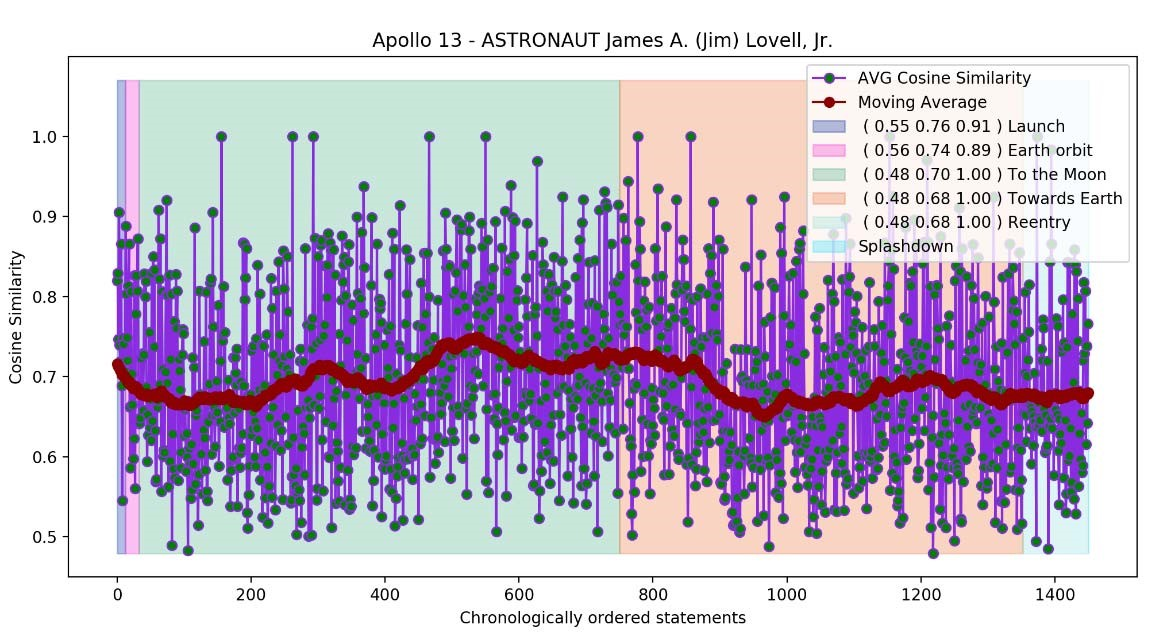 Apollo 13 - ASTRONAUT James A. (Jim) Lovell, Jr.
AVG Cosine Similarity
Moving Average
( 0.55 0.76 0.91 ) Launch
( 0.56 0.74 0.89 ) Earth orbit
( 0.48 0.70 1.00 ) To the Moon
( 0.48 0.68 1.00 ) Towards Earth
( 0.48 0.68 1.00 ) Reentry
Splashdown
Cosine Similarity
1.0
0.9
0.8
0.7
0.6
0.5
0 200 400 600 800 1000 1200 1400
Chronologically ordered statements